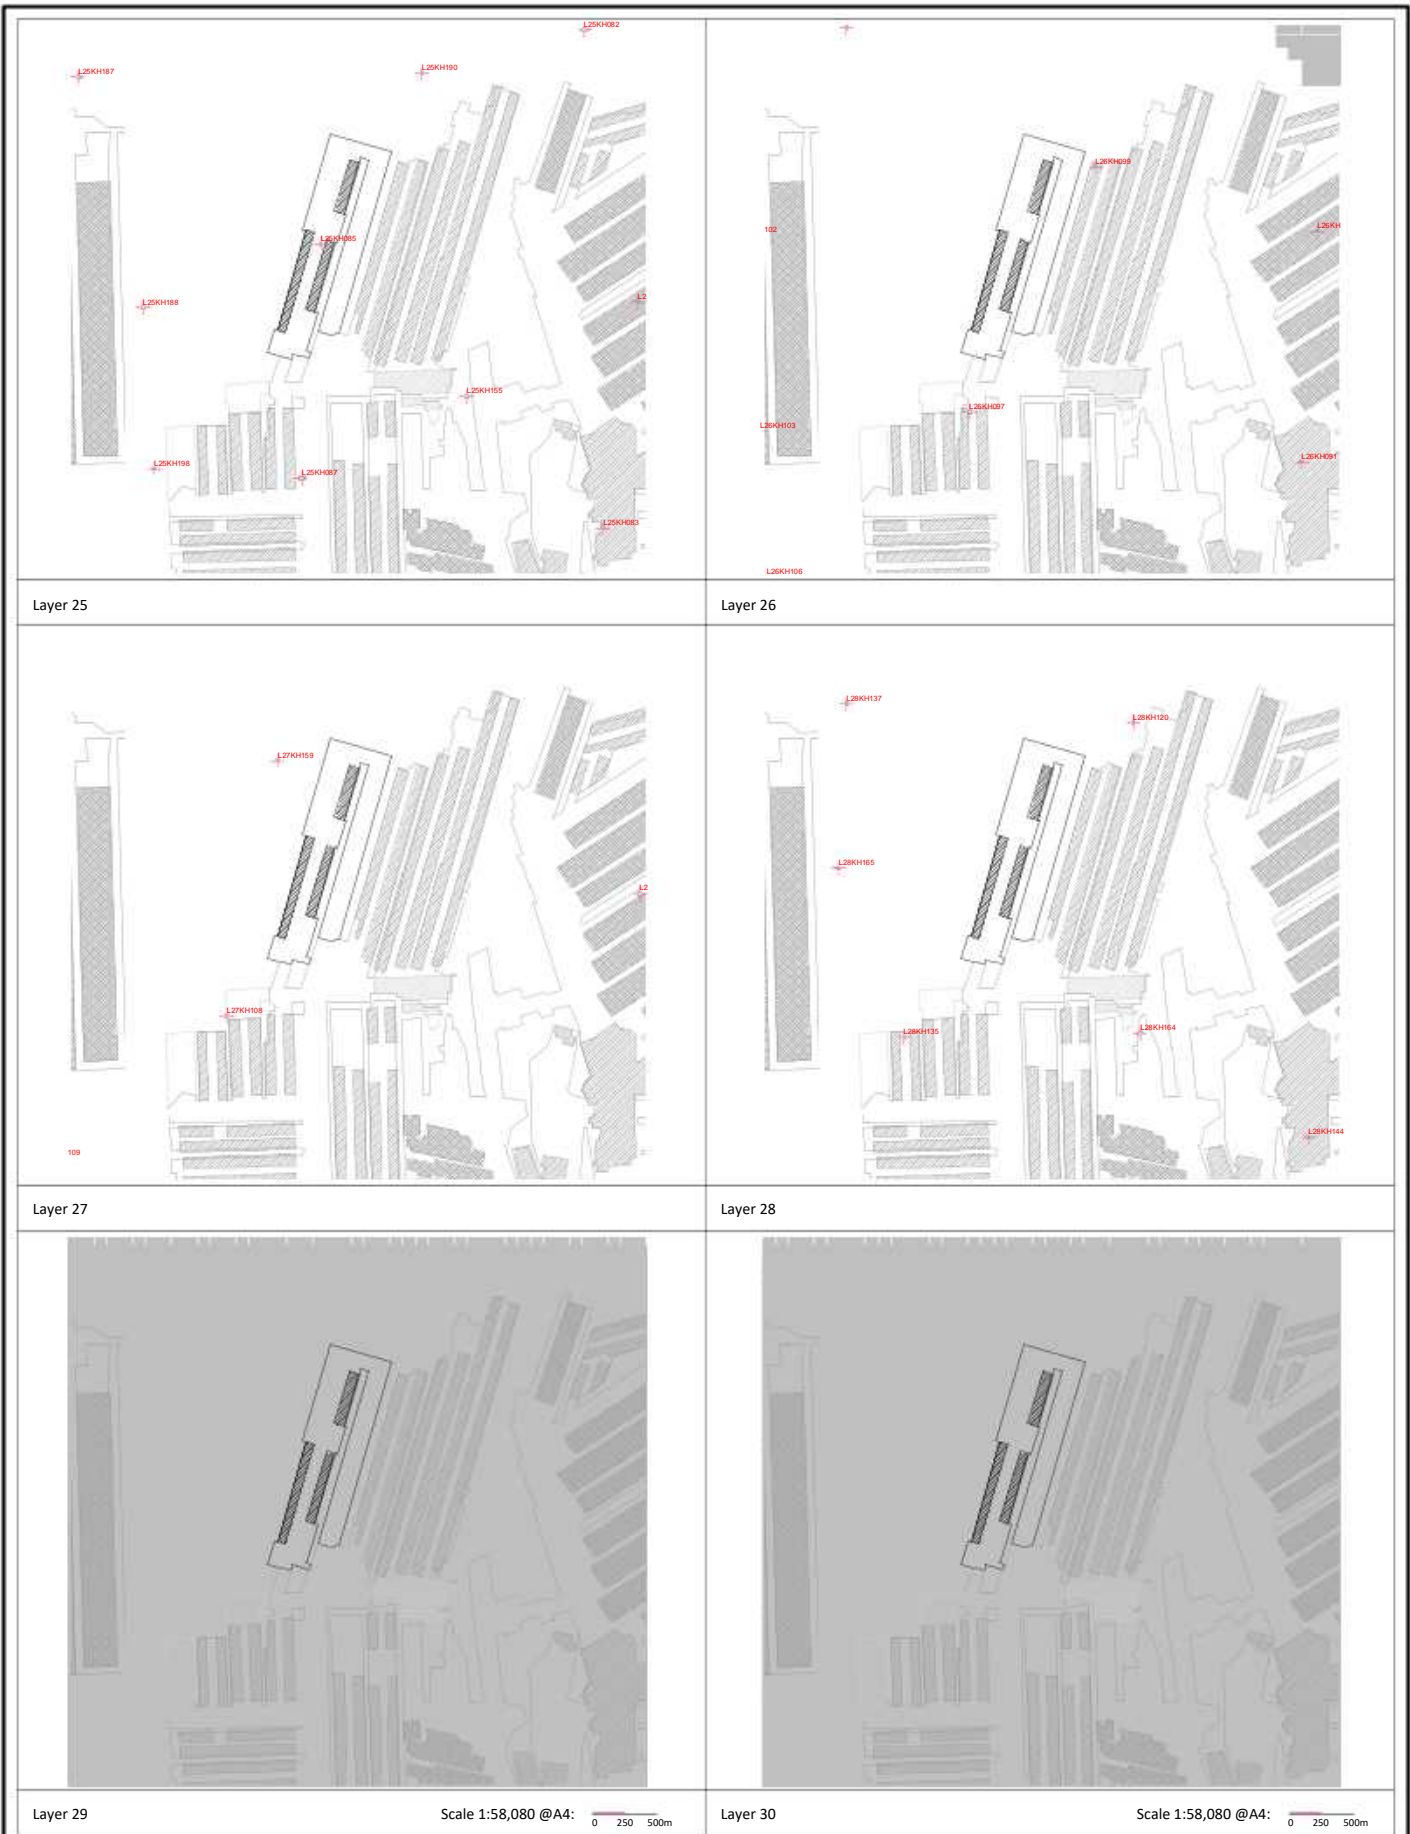 L25KH082
L25KH187
L25KH190
L25KH085
L25KH188
L2
L25KH155
L25KH198
L25KH087
L25KH083
Layer 25
L26KH099
102
L26KH
L26KH097
L26KH103
L26KH091
L26KH106
Layer 26
L27KH159
L2
L27KH108
109
Layer 27
L28KH137
L28KH120
L28KH165
L28KH135
L28KH164
L28KH144
Layer 28
Layer 29
Scale 1:58,080 @A4:
0 250 500m
Layer 30
Scale 1:58,080 @A4:
0 250 500m